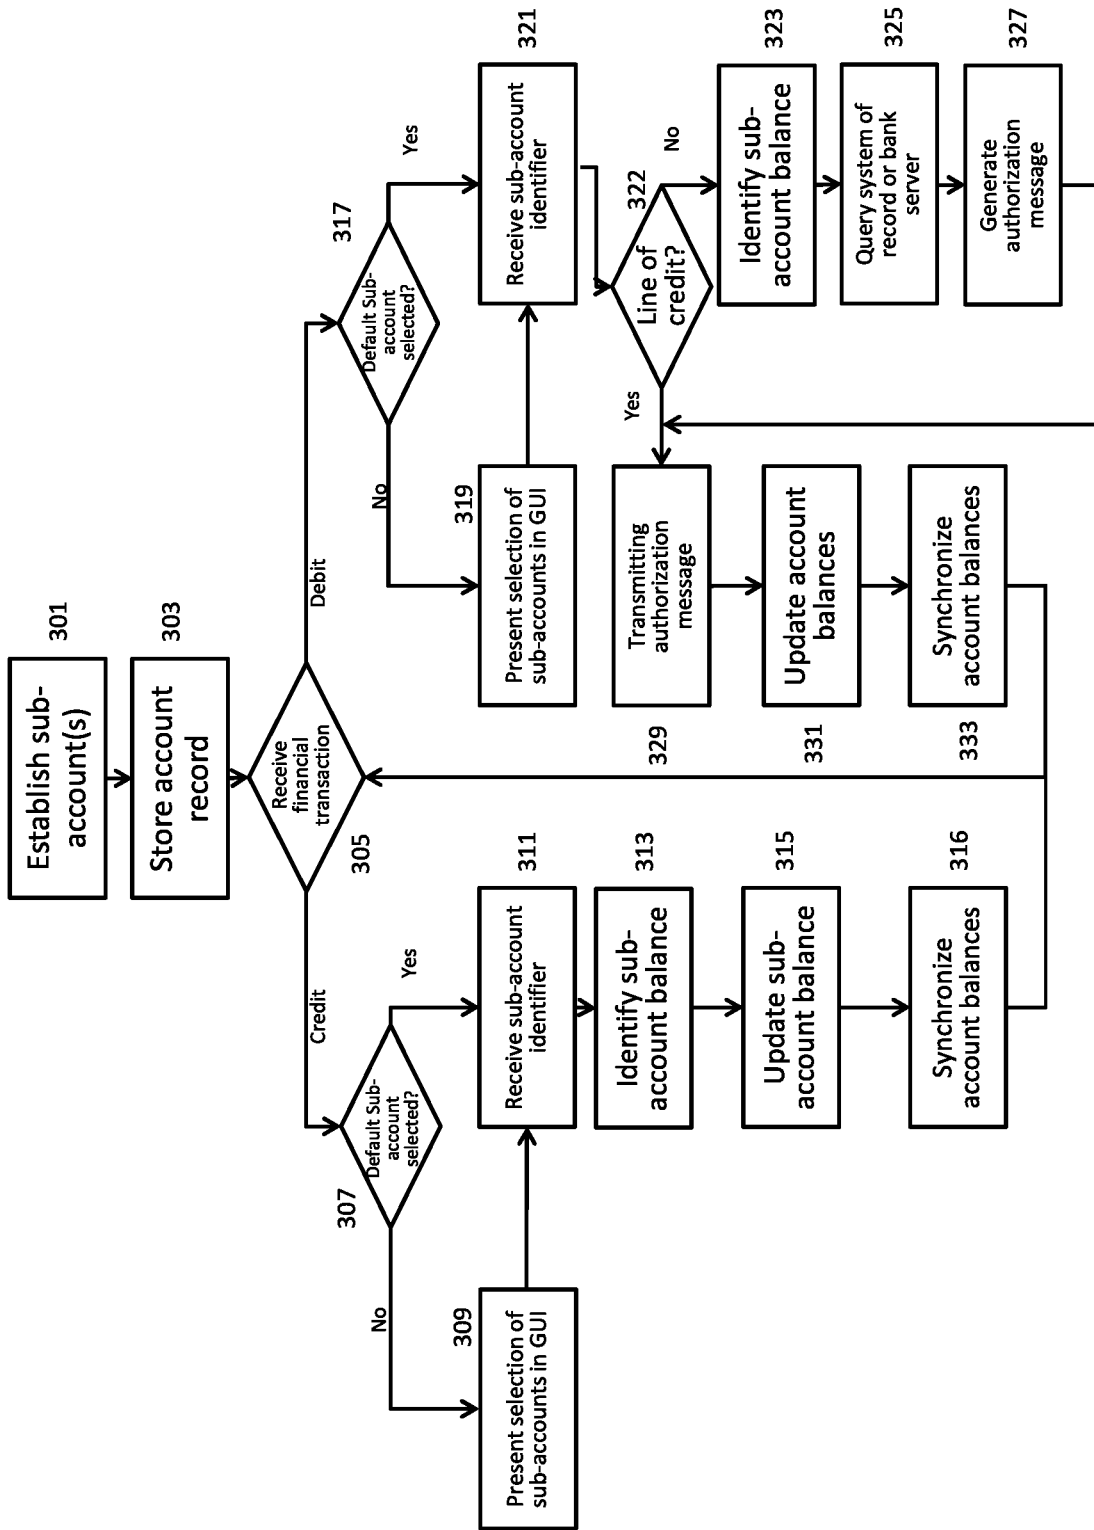 Establish sub-
account(s)
301
Store account
record
303
Receive
financial
transaction
305
Credit
Debit
Default Sub-
account
selected?
307
No
Yes
Present selection of
sub-accounts in GUI
309
Receive sub-account
identifier
311
Identify sub-
account balance
313
Update sub-
account balance
315
Synchronize
account balances
316
Default Sub-
account
selected?
317
No
Yes
Present selection of
sub-accounts in GUI
319
Receive sub-account
identifier
321
Line of
credit?
322
Yes
No
Identify sub-
account balance
323
Query system of
record or bank
server
325
Generate
authorization
message
327
Transmitting
authorization
message
329
Update account
balances
331
Synchronize
account balances
333